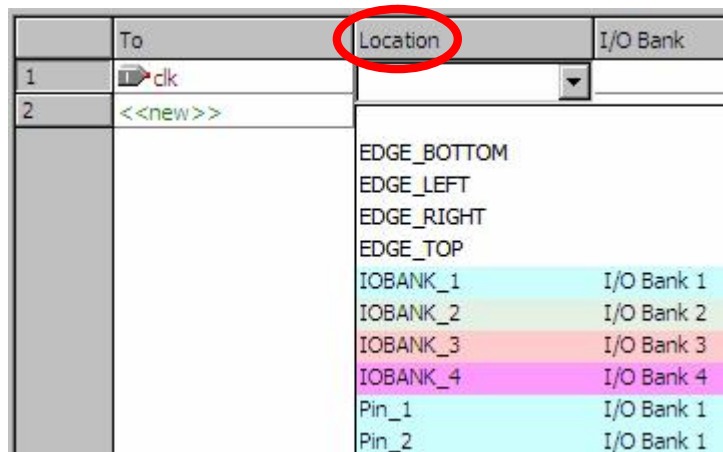 To Location I/O Bank
1 clk
2 <<new>>
EDGE_BOTTOM
EDGE_LEFT
EDGE_RIGHT
EDGE_TOP
IOBANK_1 I/O Bank 1
IOBANK_2 I/O Bank 2
IOBANK_3 I/O Bank 3
IOBANK_4 I/O Bank 4
Pin_1 I/O Bank 1
Pin_2 I/O Bank 1